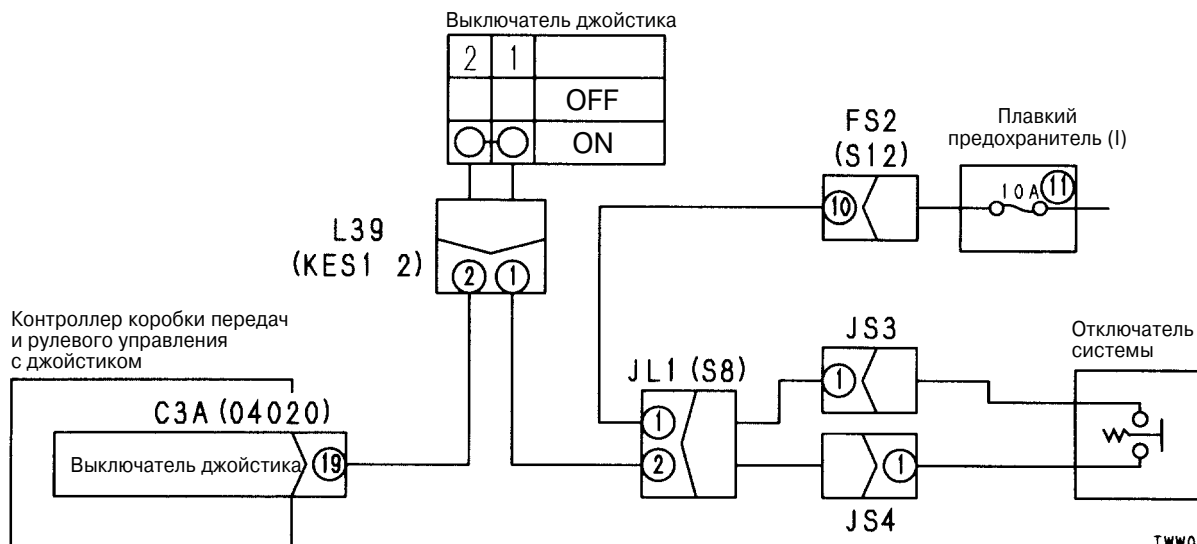 Выключатель джойстика
2 1
OFF
ON
FS2
(S12)
Плавкий
предохранитель (I)
10A 11
10
L39
(KES1 2)
2 1
Контроллер коробки передач
и рулевого управления
с джойстиком
C3A (04020)
Выключатель джойстика 19
JL1 (S8)
1
2
JS3
1
1
JS4
Отключатель
системы